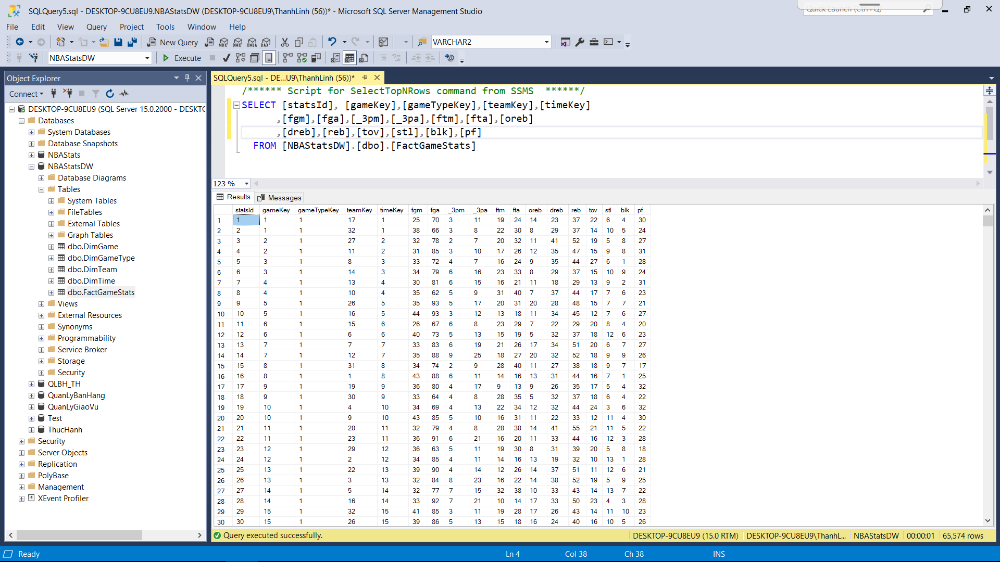 SQLQuery5.sql - DESKTOP-9CU8EU9.NBAStatsDW (DESKTOP-9CU8EU9\ThanhLinh (56))* - Microsoft SQL Server Management Studio
Quick Launch (Ctrl+Q)
File Edit View Query Project Tools Window Help
New Query MDX DMX XMLA DAX VARCHAR2
NBAStatsDW Execute
Object Explorer
Connect
DESKTOP-9CU8EU9 (SQL Server 15.0.2000 - DESKTC
Databases
System Databases
Database Snapshots
NBAStats
NBAStatsDW
Database Diagrams
Tables
System Tables
FileTables
External Tables
Graph Tables
dbo.DimGame
dbo.DimGameType
dbo.DimTeam
dbo.DimTime
dbo.FactGameStats
Views
External Resources
Synonyms
Programmability
Service Broker
Storage
Security
QLBH_TH
QuanLyBanHang
QuanLyGiaoVu
Test
ThucHanh
Security
Server Objects
Replication
PolyBase
Management
XEvent Profiler
SQLQuery5.sql - DE...U9\ThanhLinh (56))*
/****** Script for SelectTopNRows command from SSMS ******/
SELECT [statsId], [gameKey],[gameTypeKey],[teamKey],[timeKey]
,[fgm],[fga],[_3pm],[_3pa],[ftm],[fta],[oreb]
,[dreb],[reb],[tov],[stl],[blk],[pf]
FROM [NBAStatsDW].[dbo].[FactGameStats]
123 %
Results Messages
statsId gameKey gameTypeKey teamKey timeKey fgm fga _3pm _3pa ftm fta oreb dreb reb tov stl blk pf
1 1 1 1 17 1 25 70 3 11 19 24 14 23 37 22 6 4 30
2 2 1 1 32 1 38 66 3 8 22 30 8 29 37 14 10 5 24
3 3 2 1 27 2 32 78 2 7 20 32 11 41 52 19 5 8 27
4 4 2 1 11 2 31 85 3 10 17 26 12 35 47 15 9 8 31
5 5 3 1 8 3 33 72 4 7 16 24 9 35 44 27 6 1 28
6 6 3 1 14 3 34 79 6 16 23 33 8 29 37 15 10 9 24
7 7 4 1 13 4 30 81 6 15 16 21 11 18 29 13 9 2 31
8 8 4 1 10 4 35 62 5 9 31 40 7 37 44 17 7 6 23
9 9 5 1 26 5 35 93 5 17 20 31 20 28 48 15 7 7 21
10 10 5 1 16 5 44 93 3 12 13 18 11 34 45 12 7 6 27
11 11 6 1 15 6 26 67 6 8 23 29 7 22 29 20 8 4 20
12 12 6 1 6 6 40 73 5 13 15 19 5 32 37 18 12 6 23
13 13 7 1 7 7 33 83 6 19 21 26 17 34 51 20 6 7 27
14 14 7 1 12 7 35 88 9 25 18 27 20 32 52 18 9 9 26
15 15 8 1 31 8 34 74 2 9 28 40 11 27 38 18 9 7 17
16 16 8 1 1 8 43 88 6 11 14 16 13 31 44 16 7 1 25
17 17 9 1 19 9 36 80 4 17 9 13 9 26 35 17 5 4 32
18 18 9 1 30 9 33 64 4 8 28 35 5 32 37 18 6 4 22
19 19 10 1 4 10 34 69 4 13 22 34 12 32 44 24 3 6 32
20 20 10 1 9 10 43 85 5 10 16 31 11 22 33 12 11 4 30
21 21 11 1 28 11 32 79 4 8 28 38 14 41 55 21 11 5 22
22 22 11 1 23 11 36 91 6 21 16 20 11 33 44 16 12 3 28
23 23 12 1 29 12 36 63 5 11 19 30 8 31 39 20 5 8 18
24 24 12 1 2 12 34 85 4 11 14 16 13 19 32 10 13 1 28
25 25 13 1 22 13 39 90 4 14 12 26 14 37 51 11 12 6 21
26 26 13 1 3 13 32 84 8 23 16 22 14 38 52 19 5 9 25
27 27 14 1 5 14 32 77 7 15 32 38 10 33 43 14 13 7 22
28 28 14 1 16 14 33 92 7 21 10 14 17 33 50 23 4 3 28
29 29 15 1 32 15 41 85 3 11 19 28 17 26 43 14 11 10 23
30 30 15 1 26 15 39 86 5 13 15 18 16 24 40 16 10 5 26
Query executed successfully. DESKTOP-9CU8EU9 (15.0 RTM) DESKTOP-9CU8EU9\ThanhL... NBAStatsDW 00:00:01 65,574 rows
Ready Ln 4 Col 38 Ch 38 INS